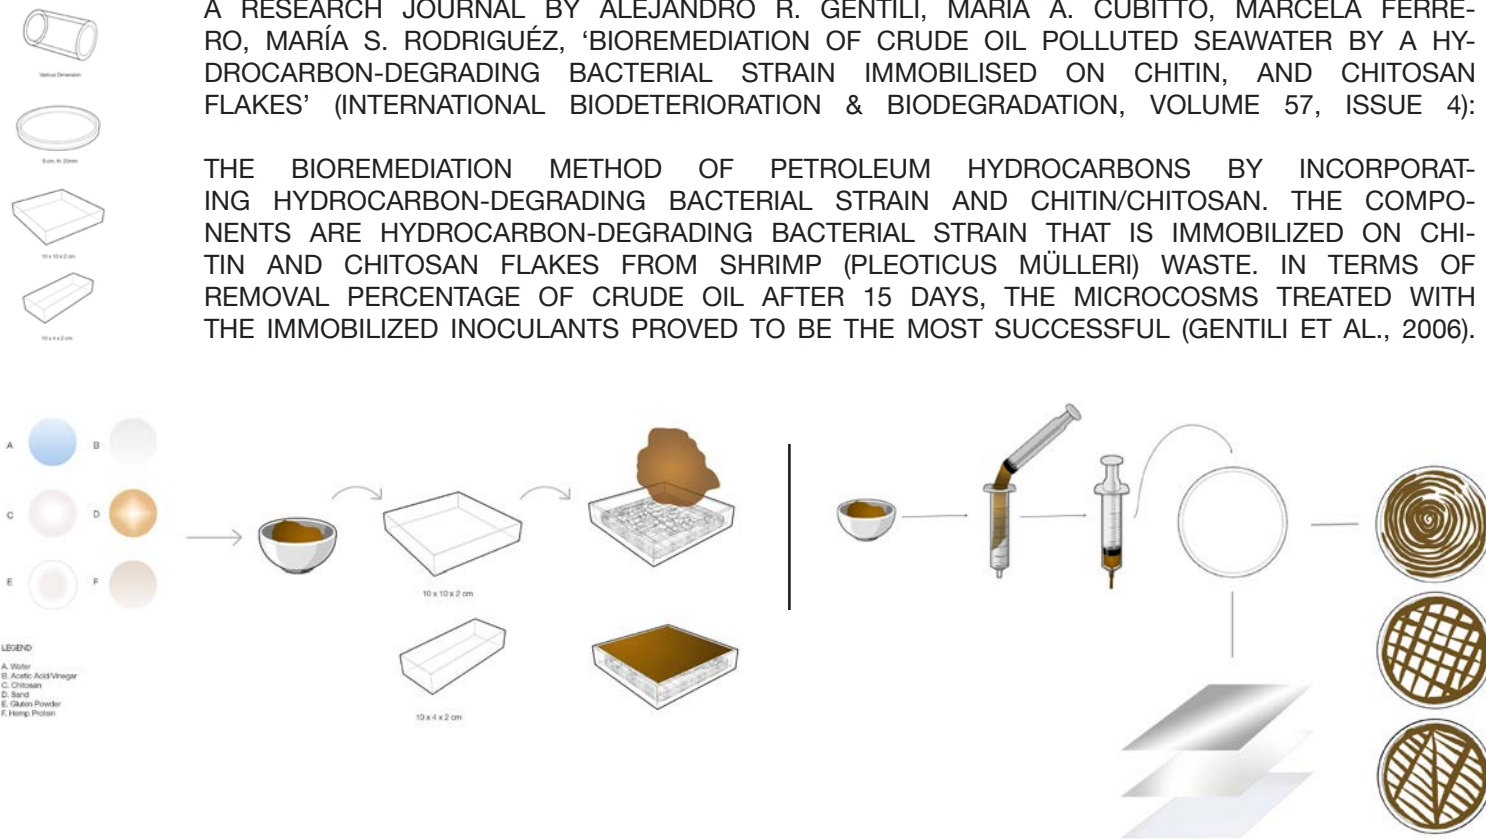 A RESEARCH JOURNAL BY ALEJANDRO R. GENTILI, MARÍA A. CUBITTO, MARCELA FERRE-
RO, MARÍA S. RODRIGUÉZ, ‘BIOREMEDIATION OF CRUDE OIL POLLUTED SEAWATER BY A HY-
DROCARBON-DEGRADING BACTERIAL STRAIN IMMOBILISED ON CHITIN, AND CHITOSAN
FLAKES’ (INTERNATIONAL BIODETERIORATION & BIODEGRADATION, VOLUME 57, ISSUE 4):
THE BIOREMEDIATION METHOD OF PETROLEUM HYDROCARBONS BY INCORPORAT-
ING HYDROCARBON-DEGRADING BACTERIAL STRAIN AND CHITIN/CHITOSAN. THE COMPO-
NENTS ARE HYDROCARBON-DEGRADING BACTERIAL STRAIN THAT IS IMMOBILIZED ON CHI-
TIN AND CHITOSAN FLAKES FROM SHRIMP (PLEOTICUS MÜLLERI) WASTE. IN TERMS OF
REMOVAL PERCENTAGE OF CRUDE OIL AFTER 15 DAYS, THE MICROCOSMS TREATED WITH
THE IMMOBILIZED INOCULANTS PROVED TO BE THE MOST SUCCESSFUL (GENTILI ET AL., 2006).
Various Dimension
9 cm; H: 20mm
10 x 10 x 2 cm
10 x 4 x 2 cm
A
B
C
D
E
F
LEGEND
A. Water
B. Acetic Acid/Vinegar
C. Chitosan
D. Sand
E. Gluten Powder
F. Hemp Protein
10 x 10 x 2 cm
10 x 4 x 2 cm